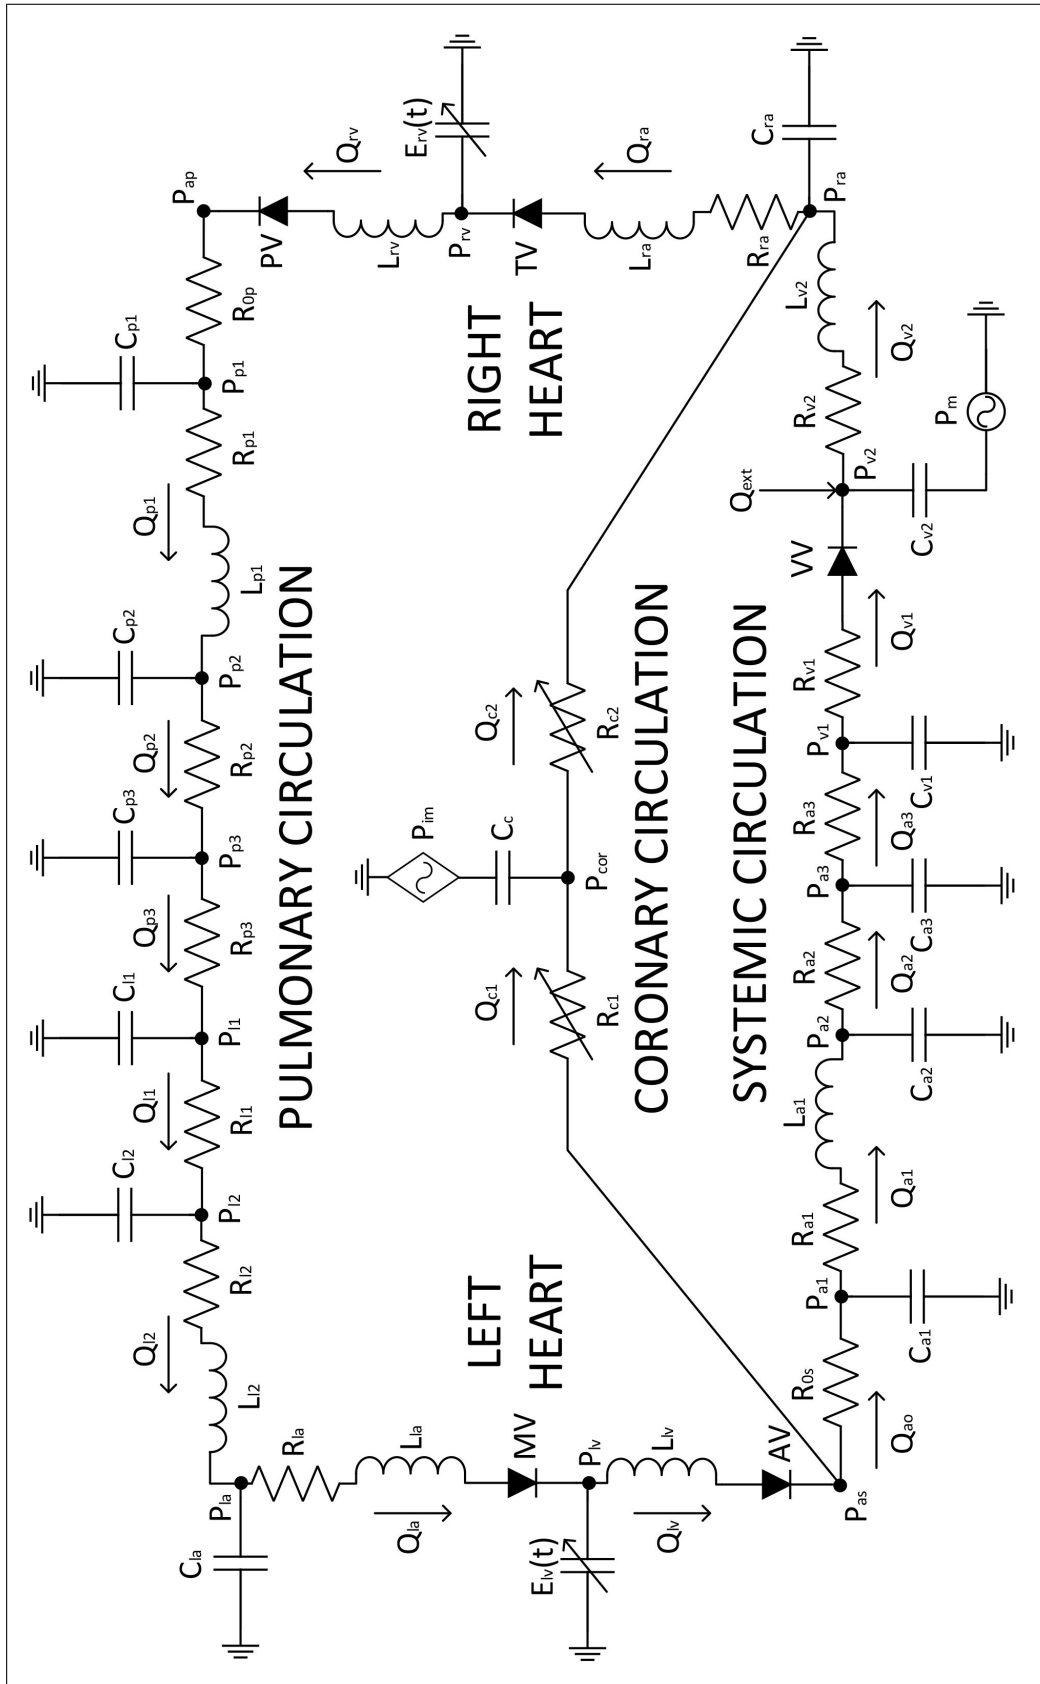 PULMONARY CIRCULATION
CORONARY CIRCULATION
SYSTEMIC CIRCULATION
LEFT
HEART
RIGHT
HEART
Pla
Cla
Rla
Lla
Qla
MV
Plv
Elv(t)
Llv
Qlv
AV
Pas
Ll2
Ql2
Rl2
Pl2
Cl2
Rl1
Ql1
Pl1
Cl1
Rp3
Qp3
Pp3
Cp3
Rp2
Qp2
Pp2
Cp2
Lp1
Qp1
Rp1
Pp1
Cp1
R0p
Pap
PV
Lrv
Qrv
Prv
Erv(t)
TV
Lra
Qra
Rra
Pra
Cra
Qc1
Rc1
Pcor
Cc
Pim
Qc2
Rc2
R0s
Qao
Pa1
Ca1
Ra1
Qa1
La1
Pa2
Ca2
Ra2
Qa2
Pa3
Ca3
Ra3
Qa3
Pv1
Cv1
Rv1
Qv1
VV
Qext
Pv2
Cv2
Pm
Rv2
Qv2
Lv2